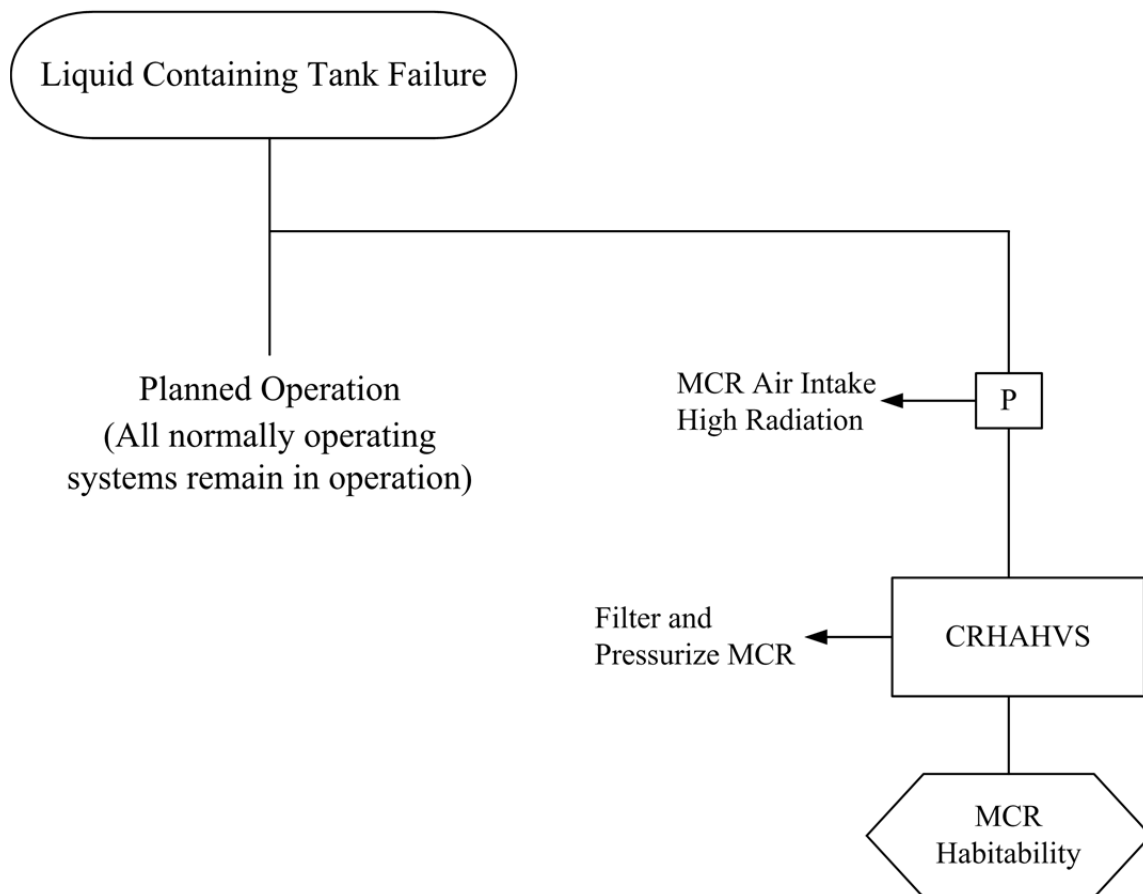 Liquid Containing Tank Failure
Planned Operation
(All normally operating
systems remain in operation)
MCR Air Intake
High Radiation
P
Filter and
Pressurize MCR
CRHAHVS
MCR
Habitability